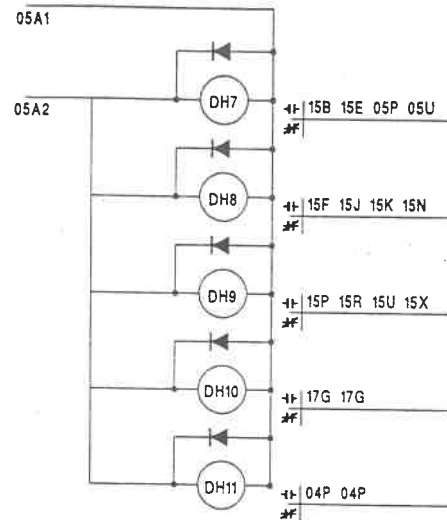 05A1
05A2
DH7
15B 15E 05P 05U
DH8
15F 15J 15K 15N
DH9
15P 15R 15U 15X
DH10
17G 17G
DH11
04P 04P